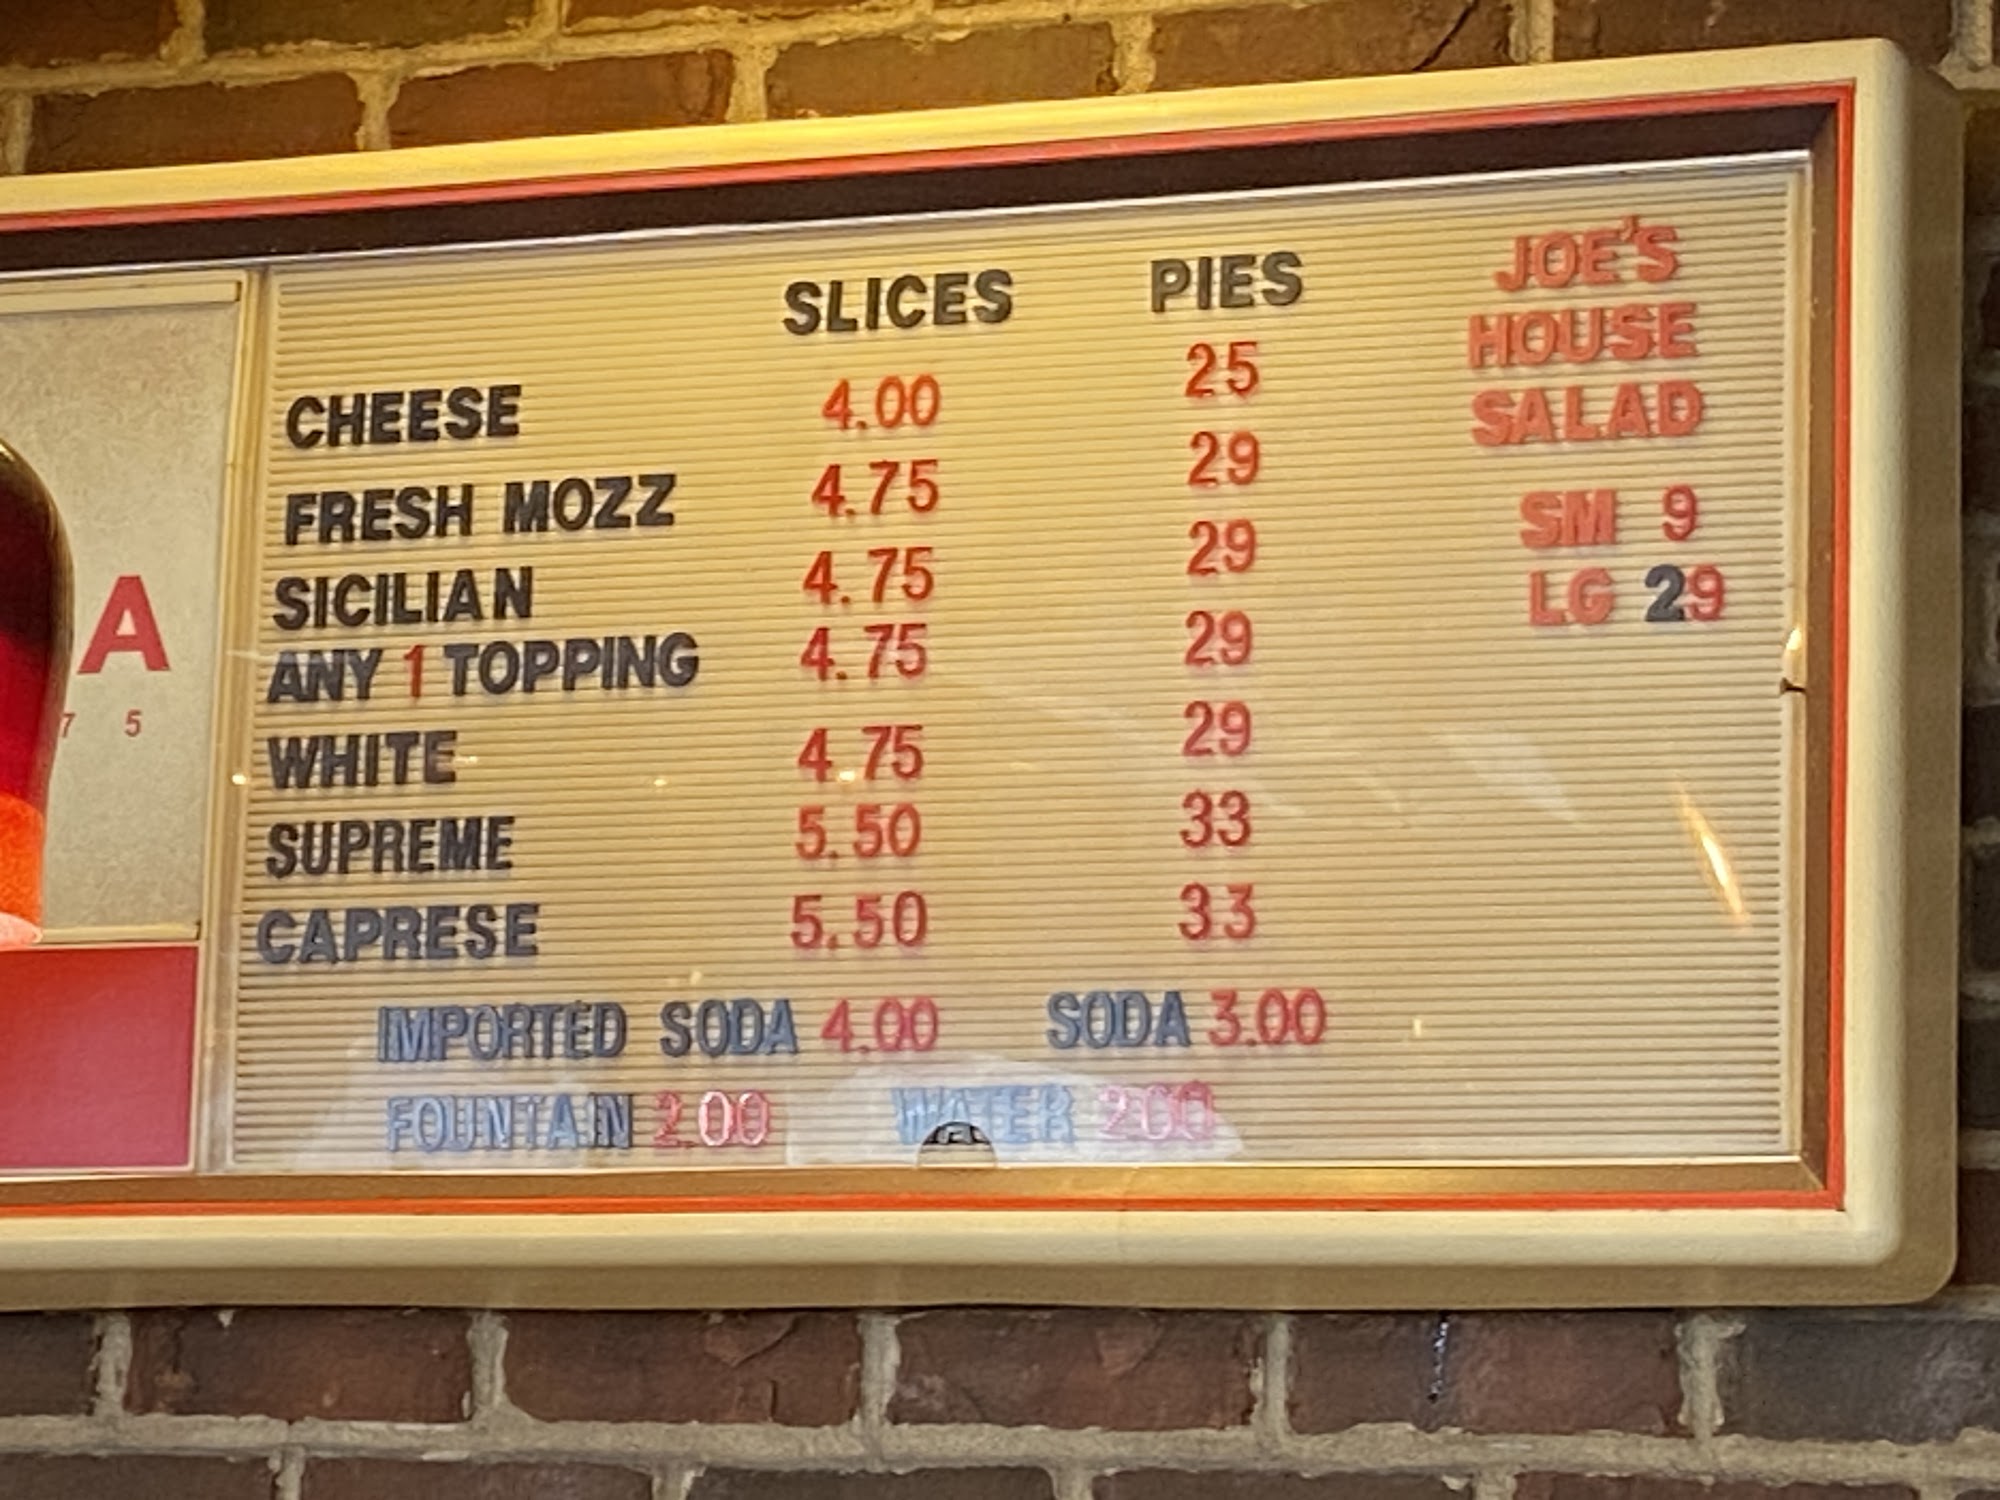 SLICES PIES
CHEESE 4.00 25
FRESH MOZZ 4.75 29
SICILIAN 4.75 29
ANY 1 TOPPING 4.75 29
WHITE 4.75 29
SUPREME 5.50 33
CAPRESE 5.50 33
IMPORTED SODA 4.00 SODA 3.00
FOUNTAIN 2.00 WATER 2.00
JOE'S
HOUSE
SALAD
SM 9
LG 29
A
7 5